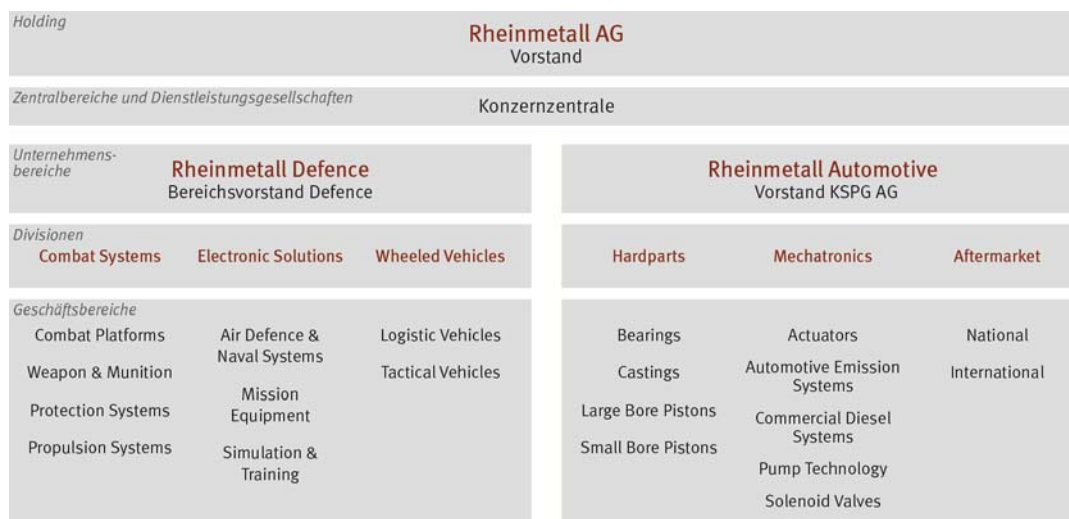 Holding
Rheinmetall AG
Vorstand
Zentralbereiche und Dienstleistungsgesellschaften
Konzernzentrale
Unternehmens-
bereiche
Rheinmetall Defence
Bereichsvorstand Defence
Rheinmetall Automotive
Vorstand KSPG AG
Divisionen
Combat Systems
Electronic Solutions
Wheeled Vehicles
Hardparts
Mechatronics
Aftermarket
Geschäftsbereiche
Combat Platforms
Weapon & Munition
Protection Systems
Propulsion Systems
Air Defence &
Naval Systems
Mission
Equipment
Simulation &
Training
Logistic Vehicles
Tactical Vehicles
Bearings
Castings
Large Bore Pistons
Small Bore Pistons
Actuators
Automotive Emission
Systems
Commercial Diesel
Systems
Pump Technology
Solenoid Valves
National
International